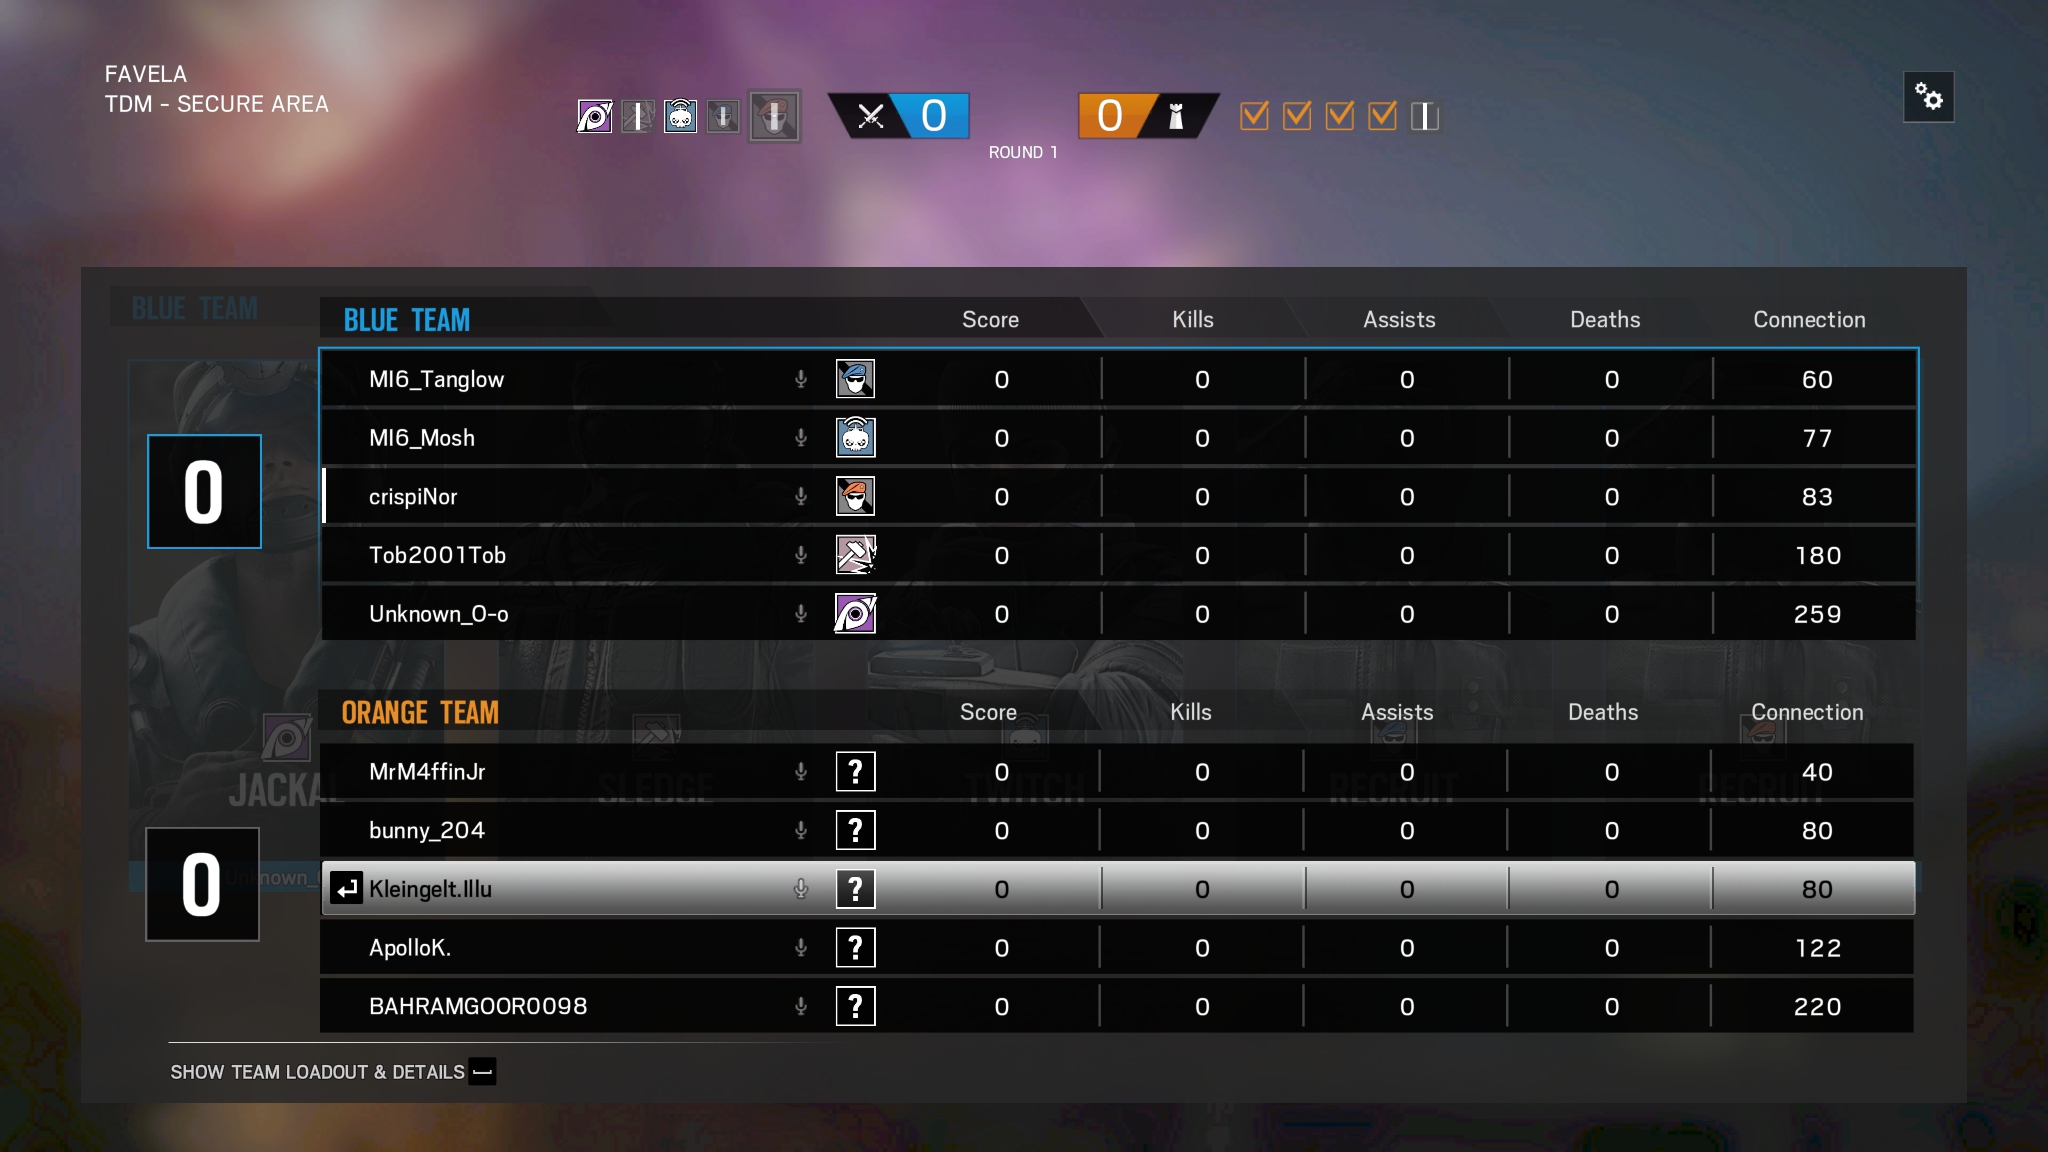 FAVELA
TDM - SECURE AREA
0 0
ROUND 1
BLUE TEAM
BLUE TEAM Score Kills Assists Deaths Connection
0
MI6_Tanglow 0 0 0 0 60
MI6_Mosh 0 0 0 0 77
crispiNor 0 0 0 0 83
Tob2001Tob 0 0 0 0 180
Unknown_O-o 0 0 0 0 259
ORANGE TEAM Score Kills Assists Deaths Connection
0
MrM4ffinJr ? 0 0 0 0 40
JACKAL SLEDGE TWITCH RECRUIT RECRUIT
bunny_204 ? 0 0 0 0 80
Kleingelt.Illu ? 0 0 0 0 80
ApolloK. ? 0 0 0 0 122
BAHRAMGOOR0098 ? 0 0 0 0 220
SHOW TEAM LOADOUT & DETAILS